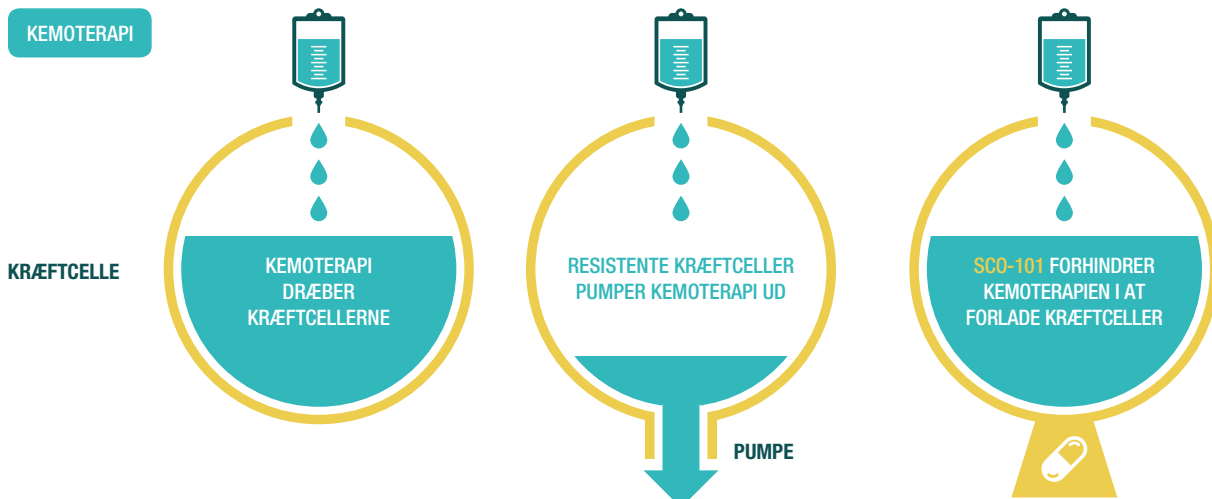 KEMOTERAPI
KRÆFTCELLE
KEMOTERAPI
DRÆBER
KRÆFTCELLERNE
RESISTENTE KRÆFTCELLER
PUMPER KEMOTERAPI UD
PUMPE
SCO-101 FORHINDRER
KEMOTERAPIEN I AT
FORLADE KRÆFTCELLER